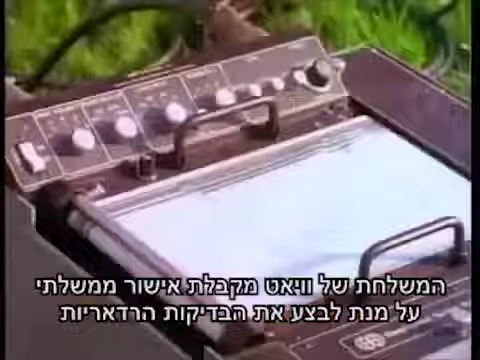 המשלחת של וויאט מקבלת אישור ממשלתי
על מנת לבצע את הבדיקות הרדאריות